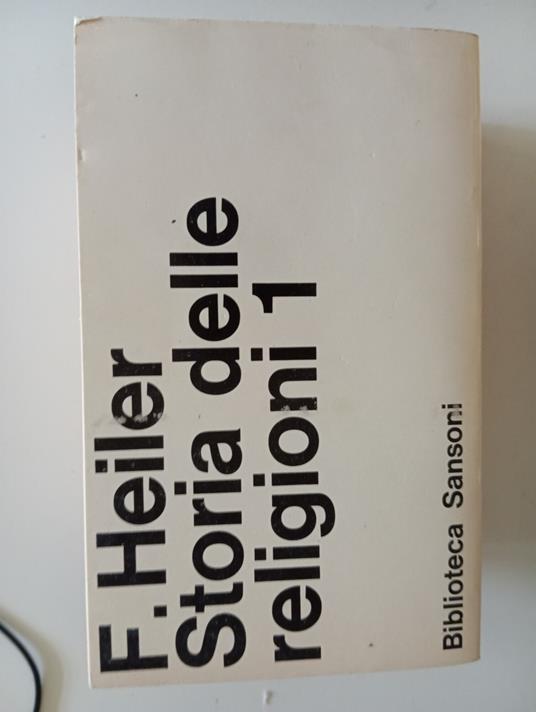 F. Heiler
Storia delle
religioni 1
Biblioteca Sansoni